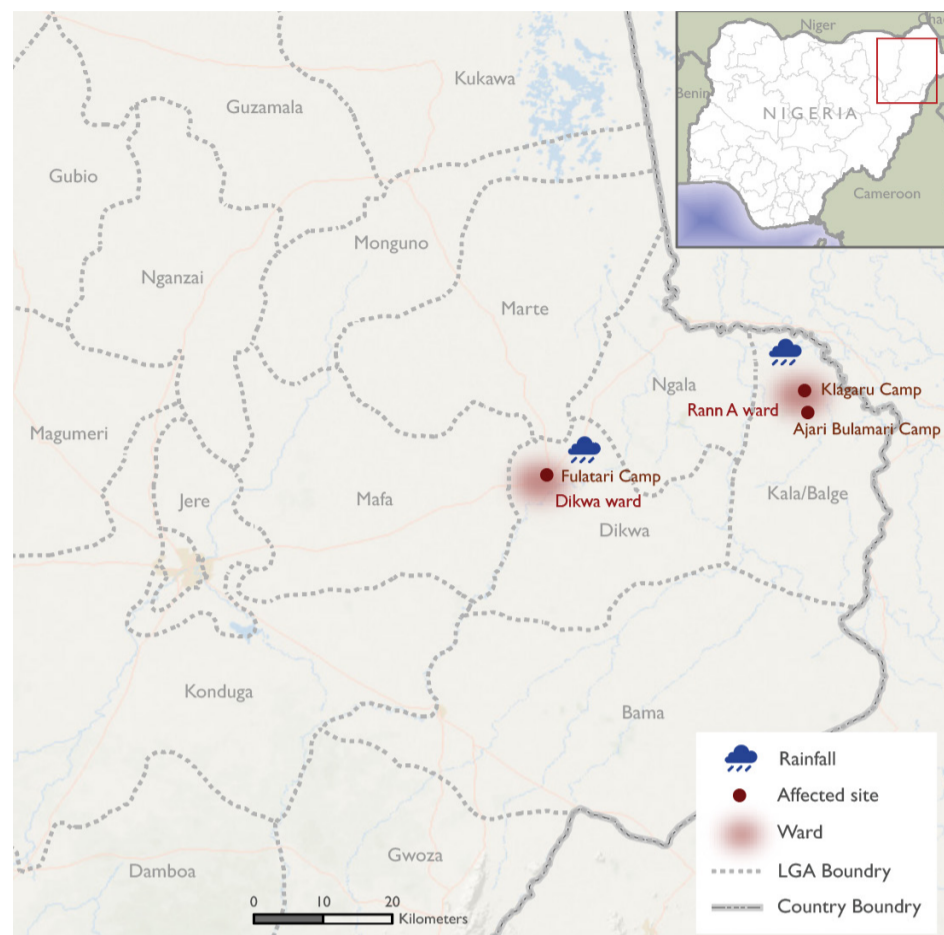 Niger
Cha
Benin
NIGERIA
Cameroon
Kukawa
Guzamala
Gubio
Monguno
Nganzai
Marte
Ngala
Klagaru Camp
Rann A ward
Ajari Bulamari Camp
Magumeri
Fulatari Camp
Jere
Mafa
Dikwa ward
Kala/Balge
Dikwa
Konduga
Bama
Gwoza
Damboa
0 10 20
Kilometers
Rainfall
Affected site
Ward
LGA Boundry
Country Boundry